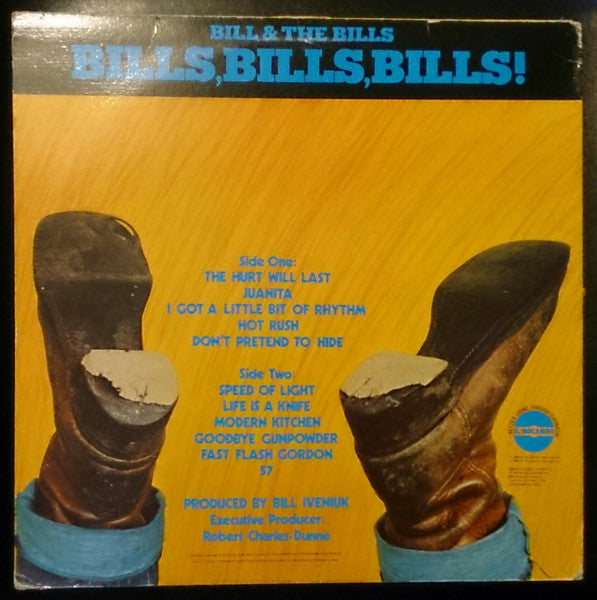 BILL & THE BILLS
BILLS, BILLS, BILLS!
Side One:
THE HURT WILL LAST
JUANITA
I GOT A LITTLE BIT OF RHYTHM
HOT RUSH
DON'T PRETEND TO HIDE
Side Two:
SPEED OF LIGHT
LIFE IS A KNIFE
MODERN KITCHEN
GOODBYE GUNPOWDER
FAST FLASH GORDON
57
PRODUCED BY BILL IVENIUK
Executive Producer:
Robert Charles-Dunne
EL MOCAMBO